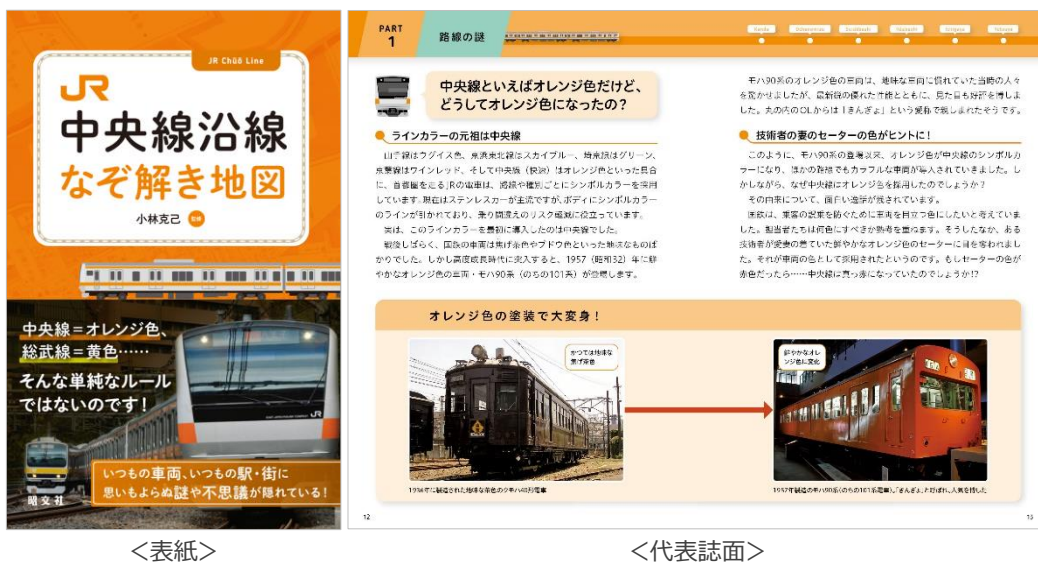 JR Chūō Line
JR
中央線沿線
なぞ解き地図
小林克己 監修
中央線=オレンジ色、
総武線=黄色……
そんな単純なルール
ではないのです!
JR
いつもの車両、いつもの駅・街に
思いもよらぬ謎や不思議が隠れている!
昭文社
<表紙>
PART
1
路線の謎
中央線といえばオレンジ色だけど、
どうしてオレンジ色になったの?
ラインカラーの元祖は中央線
山手線はウグイス色、京浜東北線はスカイブルー、埼京線はグリーン、
京葉線はワインレッド、そして中央線(快速)はオレンジ色といった具合
に、首都圏を走るJRの電車は、路線や種別ごとにシンボルカラーを採用
しています。現在はステンレスカーが主流ですが、ボディにシンボルカラー
のラインが引かれており、乗り間違えのリスク軽減に役立っています。
実は、このラインカラーを最初に導入したのは中央線でした。
戦後しばらく、国鉄の車両は焦げ茶色やブドウ色といった地味なものば
かりでした。しかし高度成長時代に突入すると、1957(昭和32)年に鮮
やかなオレンジ色の車両・モハ90系(のちの101系)が登場します。
モハ90系のオレンジ色の車両は、地味な車両に慣れていた当時の人々
を驚かせましたが、最新鋭の優れた性能とともに、見た目も好評を博しま
した。丸の内のOLからは「きんぎょ」という愛称で親しまれたそうです。
技術者の妻のセーターの色がヒントに!
このように、モハ90系の登場以来、オレンジ色が中央線のシンボルカ
ラーになり、ほかの路線でもカラフルな車両が導入されていきました。し
かしながら、なぜ中央線はオレンジ色を採用したのでしょうか?
その由来について、面白い逸話が残されています。
国鉄は、乗客の誤乗を防ぐために車両を目立つ色にしたいと考えていま
した。担当者たちは何色にすべきか熟考を重ねます。そうしたなか、ある
技術者が愛妻の着ていた鮮やかなオレンジ色のセーターに目を奪われまし
た。それが車両の色として採用されたというのです。もしセーターの色が
赤色だったら……中央線は真っ赤になっていたのでしょうか!?
オレンジ色の塗装で大変身!
かつては地味な
焦げ茶色
鮮やかなオレ
ンジ色に変化
1936年に製造された地味な茶色のクモハ40形電車
1957年製造のモハ90系(のちの101系電車)。「きんぎょ」と呼ばれ、人気を博した
12
13
<代表誌面>